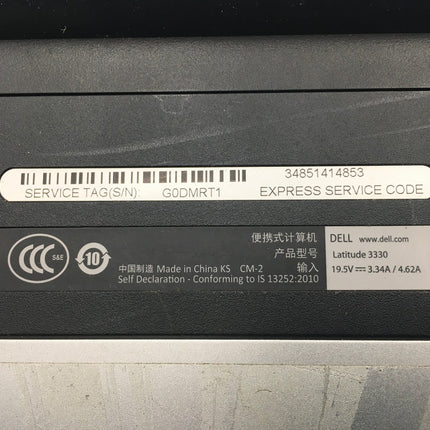 34851414853
SERVICE TAG(S/N): G0DMRT1 EXPRESS SERVICE CODE
便携式计算机 DELL www.dell.com
CCC S&E 10 产品型号 Latitude 3330
中国制造 Made in China KS CM-2 输入 19.5V⎓3.34A / 4.62A
Self Declaration - Conforming to IS 13252:2010